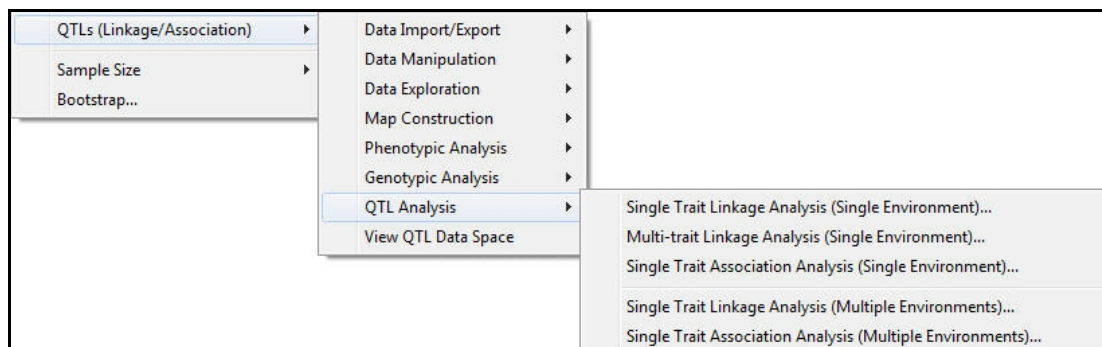 QTLs (Linkage/Association)
Sample Size
Bootstrap...
Data Import/Export
Data Manipulation
Data Exploration
Map Construction
Phenotypic Analysis
Genotypic Analysis
QTL Analysis
View QTL Data Space
Single Trait Linkage Analysis (Single Environment)...
Multi-trait Linkage Analysis (Single Environment)...
Single Trait Association Analysis (Single Environment)...
Single Trait Linkage Analysis (Multiple Environments)...
Single Trait Association Analysis (Multiple Environments)...